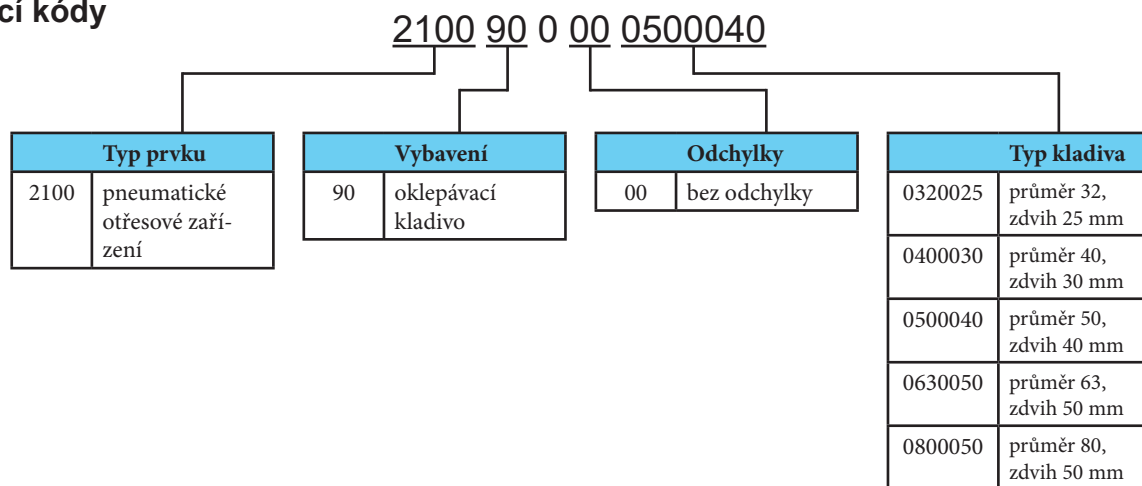 cí kódy
2100 90 0 00 0500040
Typ prvku
2100 pneumatické
otřesové zaří-
zení
Vybavení
90 oklepávací
kladivo
Odchylky
00 bez odchylky
Typ kladiva
0320025 průměr 32,
zdvih 25 mm
0400030 průměr 40,
zdvih 30 mm
0500040 průměr 50,
zdvih 40 mm
0630050 průměr 63,
zdvih 50 mm
0800050 průměr 80,
zdvih 50 mm